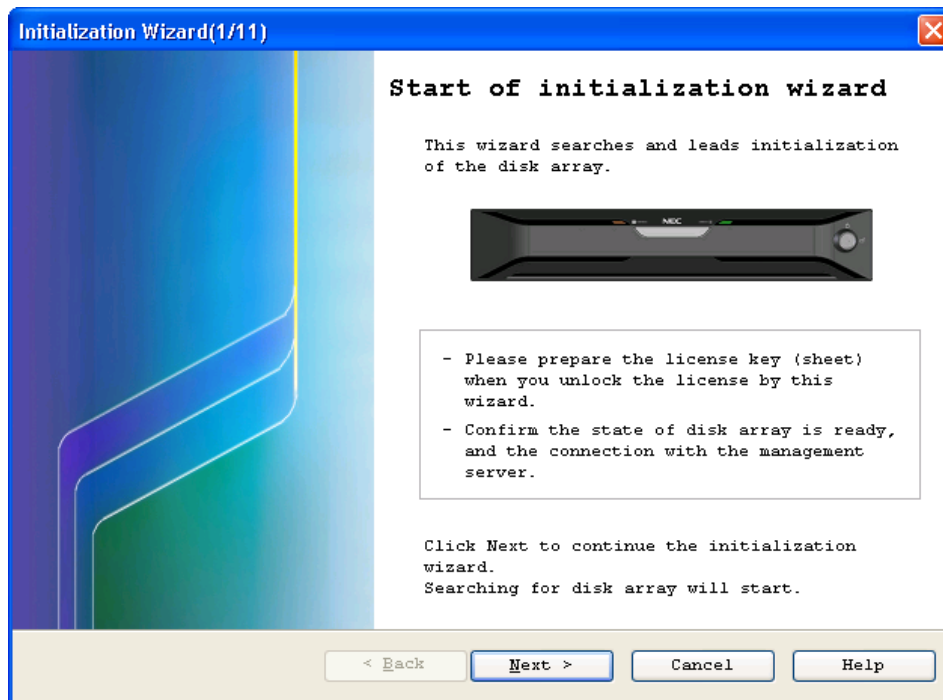 Initialization Wizard(1/11)
Start of initialization wizard
This wizard searches and leads initialization
of the disk array.
NEC
- Please prepare the license key (sheet)
when you unlock the license by this
wizard.
- Confirm the state of disk array is ready,
and the connection with the management
server.
Click Next to continue the initialization
wizard.
Searching for disk array will start.
< Back
Next >
Cancel
Help